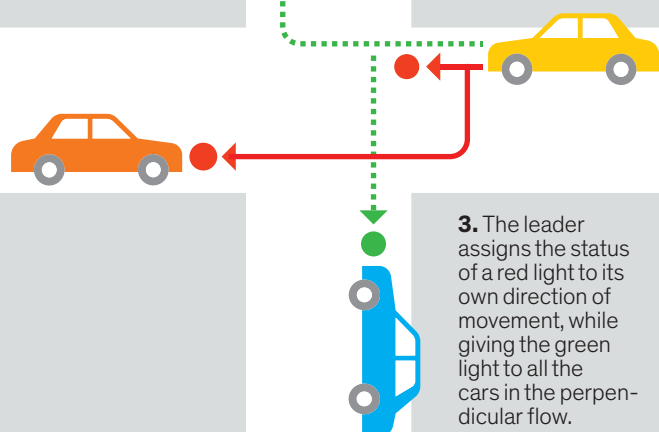 3. The leader
assigns the status
of a red light to its
own direction of
movement, while
giving the green
light to all the
cars in the perpen-
dicular flow.